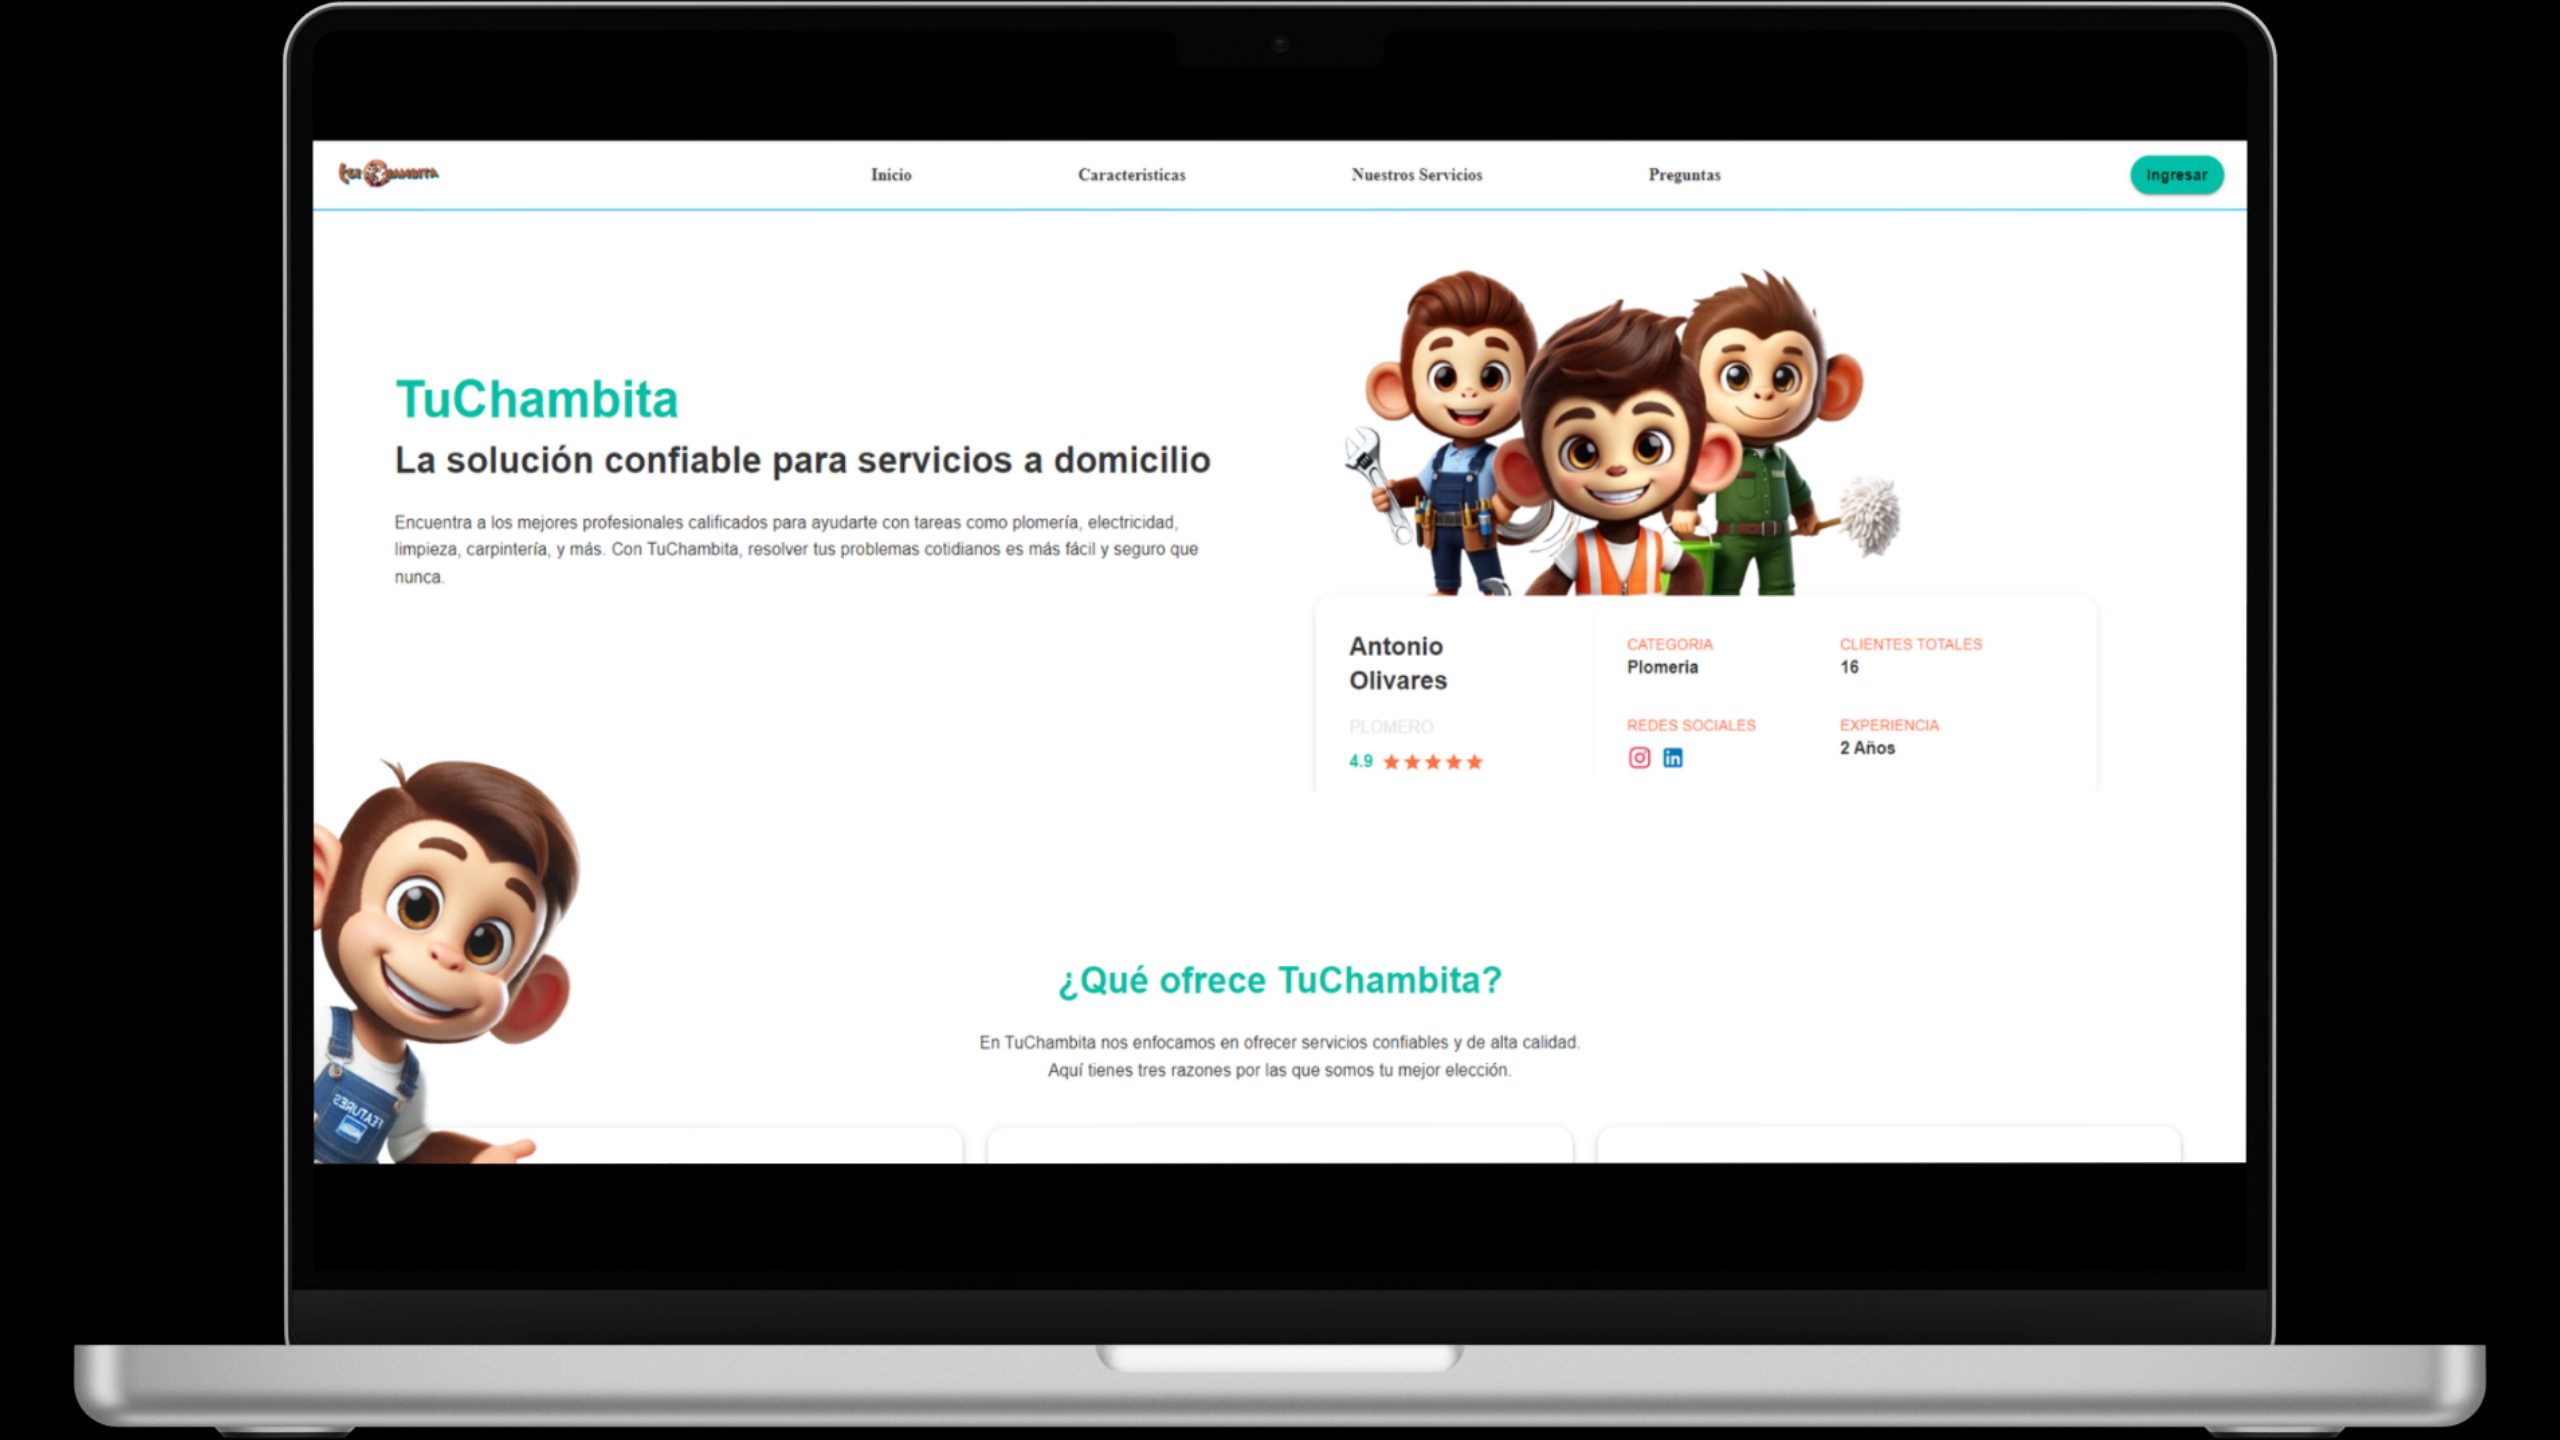 TUCHAMBITA
Inicio
Caracteristicas
Nuestros Servicios
Preguntas
Ingresar
TuChambita
La solución confiable para servicios a domicilio
Encuentra a los mejores profesionales calificados para ayudarte con tareas como plomería, electricidad,
limpieza, carpintería, y más. Con TuChambita, resolver tus problemas cotidianos es más fácil y seguro que
nunca.
Antonio
Olivares
PLOMERO
4.9
CATEGORIA
Plomeria
CLIENTES TOTALES
16
REDES SOCIALES
in
EXPERIENCIA
2 Años
FEATURES
¿Qué ofrece TuChambita?
En TuChambita nos enfocamos en ofrecer servicios confiables y de alta calidad.
Aquí tienes tres razones por las que somos tu mejor elección.